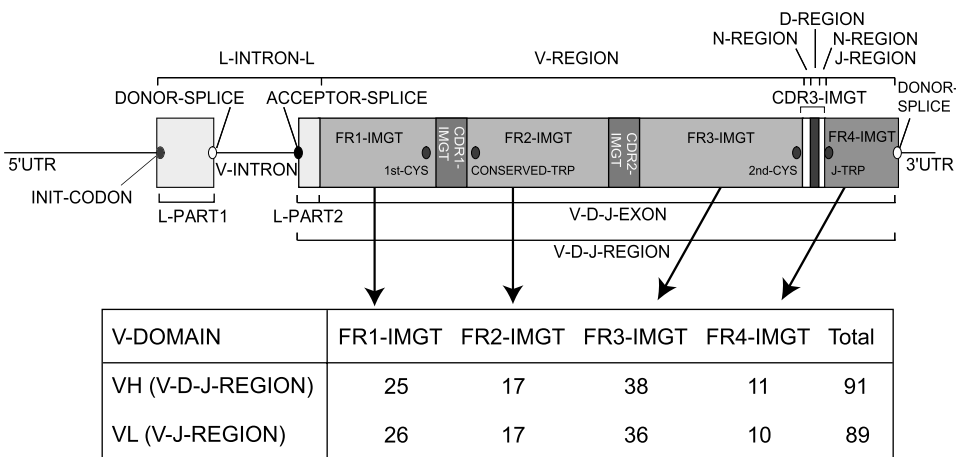 D-REGION
N-REGION N-REGION
L-INTRON-L V-REGION J-REGION
DONOR-SPLICE ACCEPTOR-SPLICE CDR3-IMGT DONOR-
SPLICE
FR1-IMGT CDR1-IMGT FR2-IMGT CDR2-IMGT FR3-IMGT FR4-IMGT
5'UTR V-INTRON 1st-CYS CONSERVED-TRP 2nd-CYS J-TRP 3'UTR
INIT-CODON
L-PART1 L-PART2 V-D-J-EXON
V-D-J-REGION
V-DOMAIN FR1-IMGT FR2-IMGT FR3-IMGT FR4-IMGT Total
VH (V-D-J-REGION) 25 17 38 11 91
VL (V-J-REGION) 26 17 36 10 89